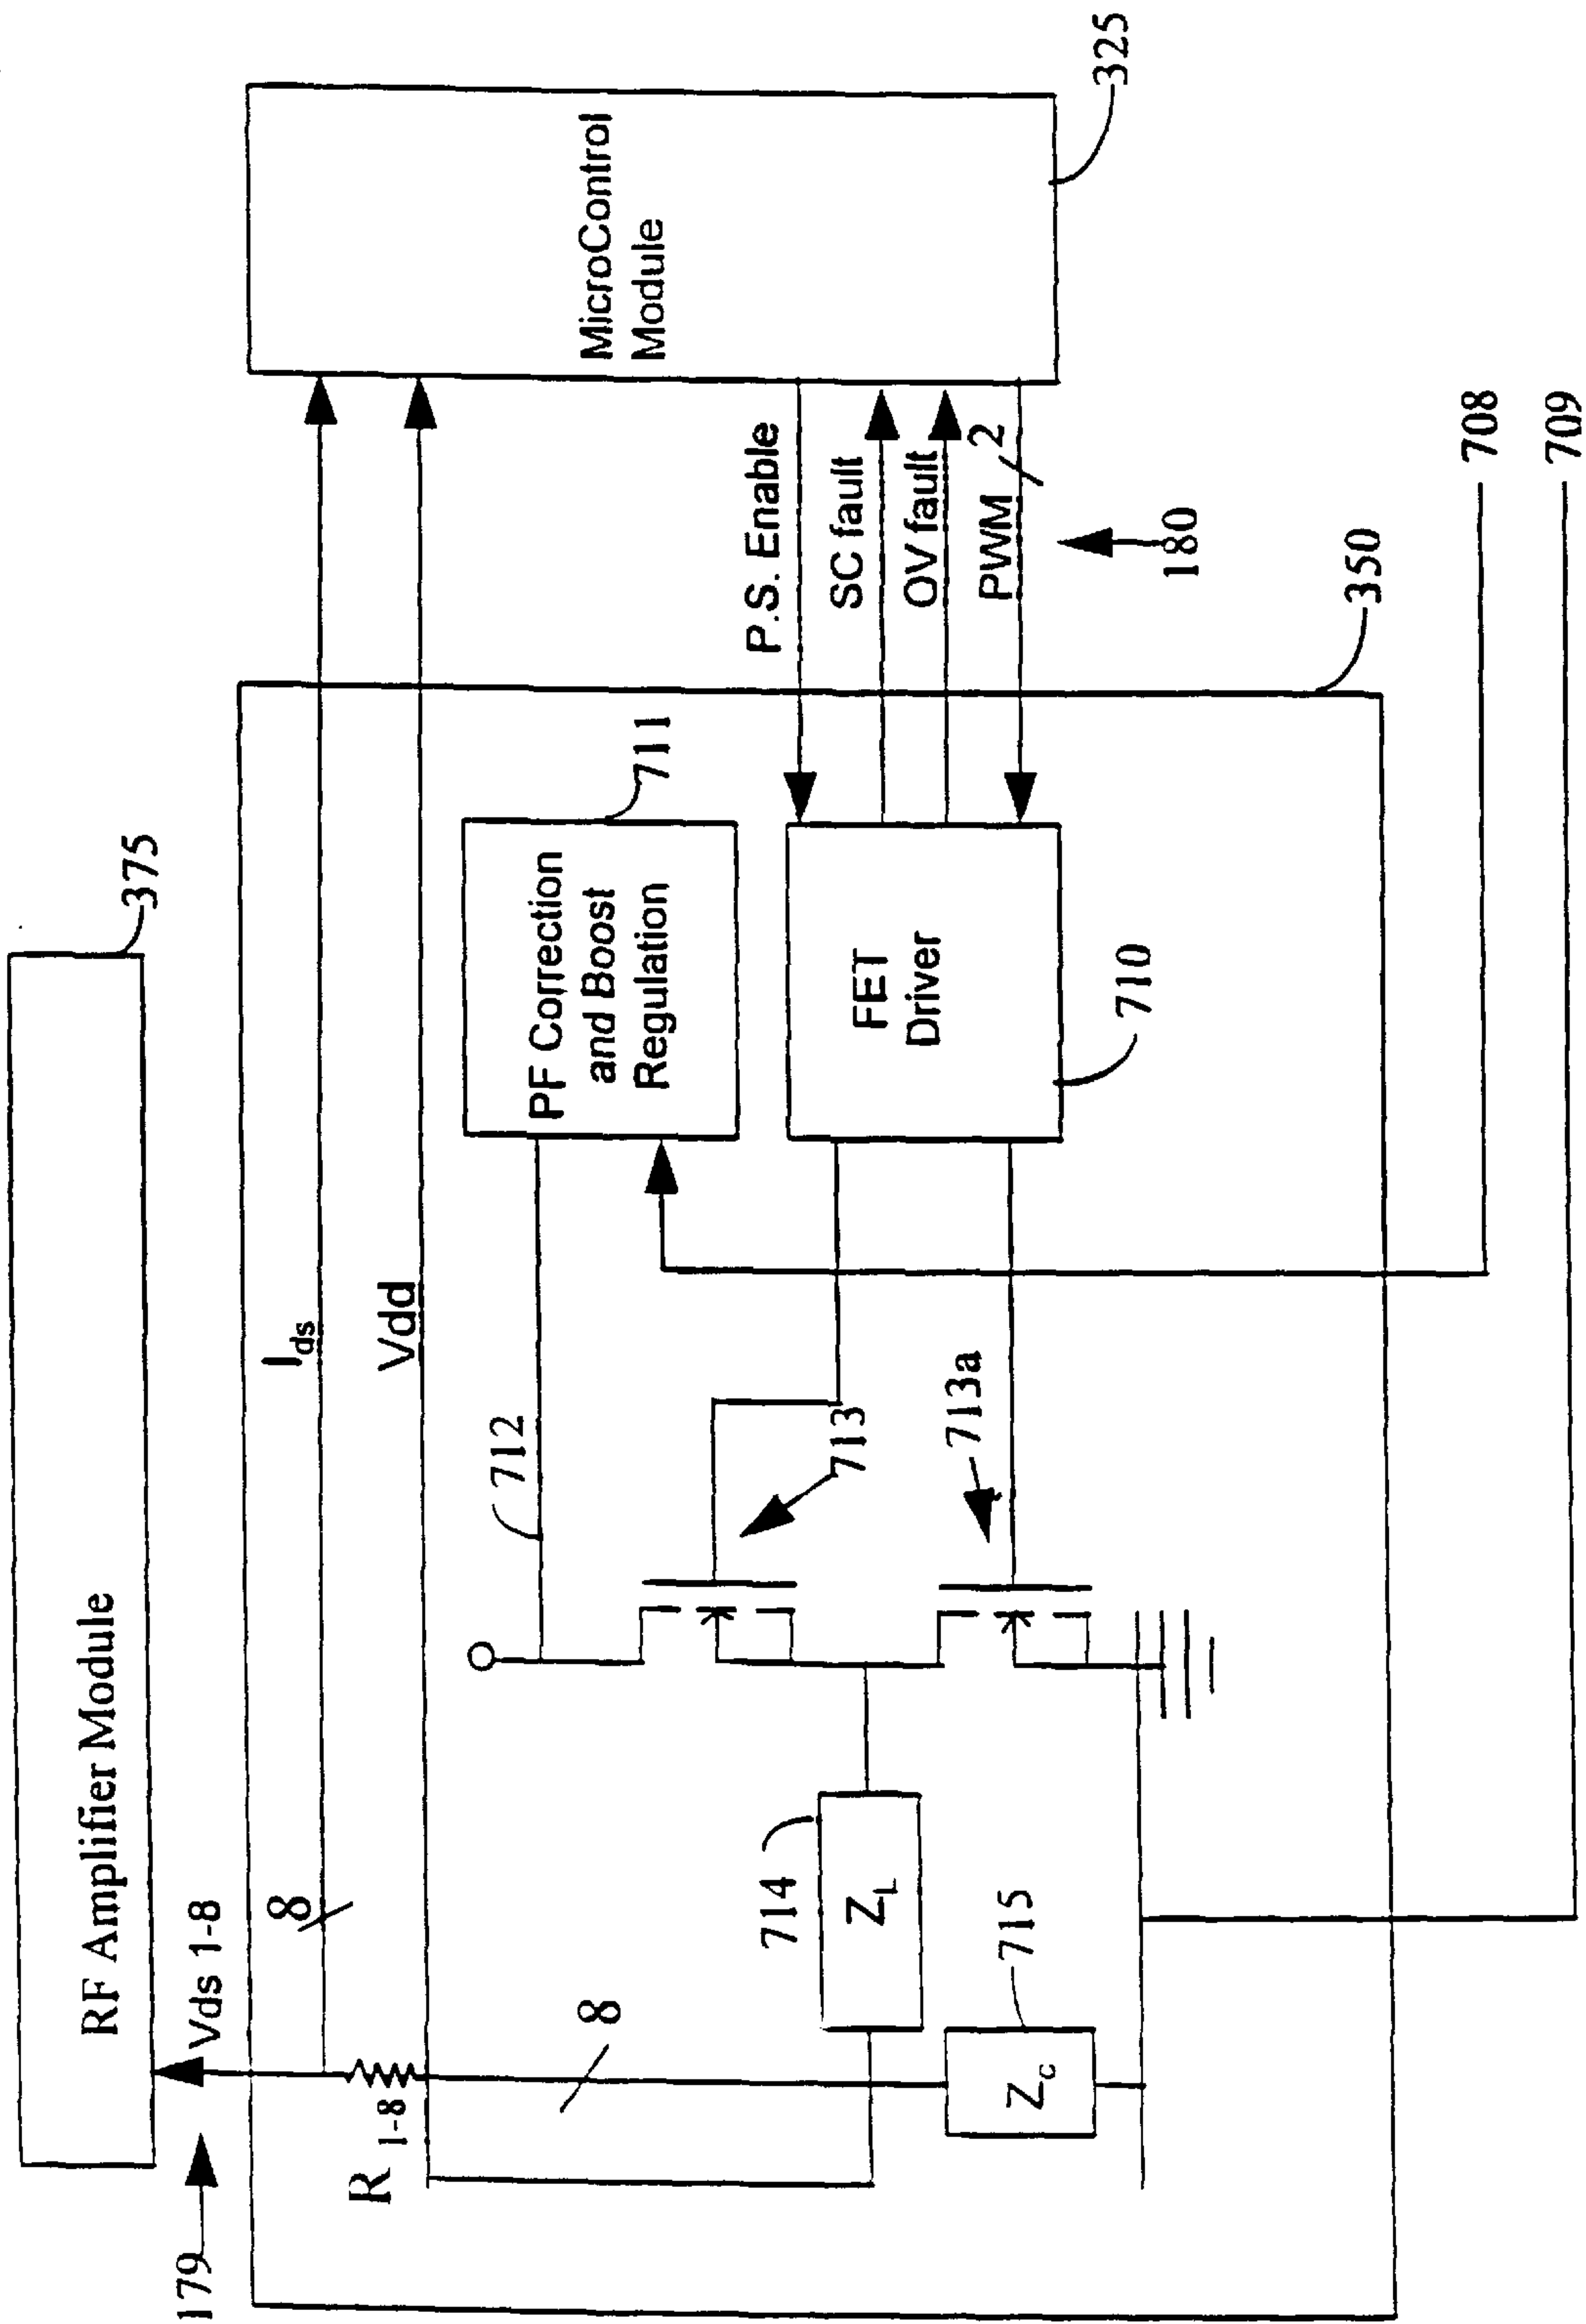 RF Amplifier Module
375
179
Vds 1-8
8
Ids
Vdd
R 1-8
8
MicroControl
Module
325
712
PF Correction
and Boost
Regulation
711
P.S. Enable
SC fault
OV fault
PWM
2
180
FET
Driver
710
713
713a
714
ZL
715
Zc
350
708
709